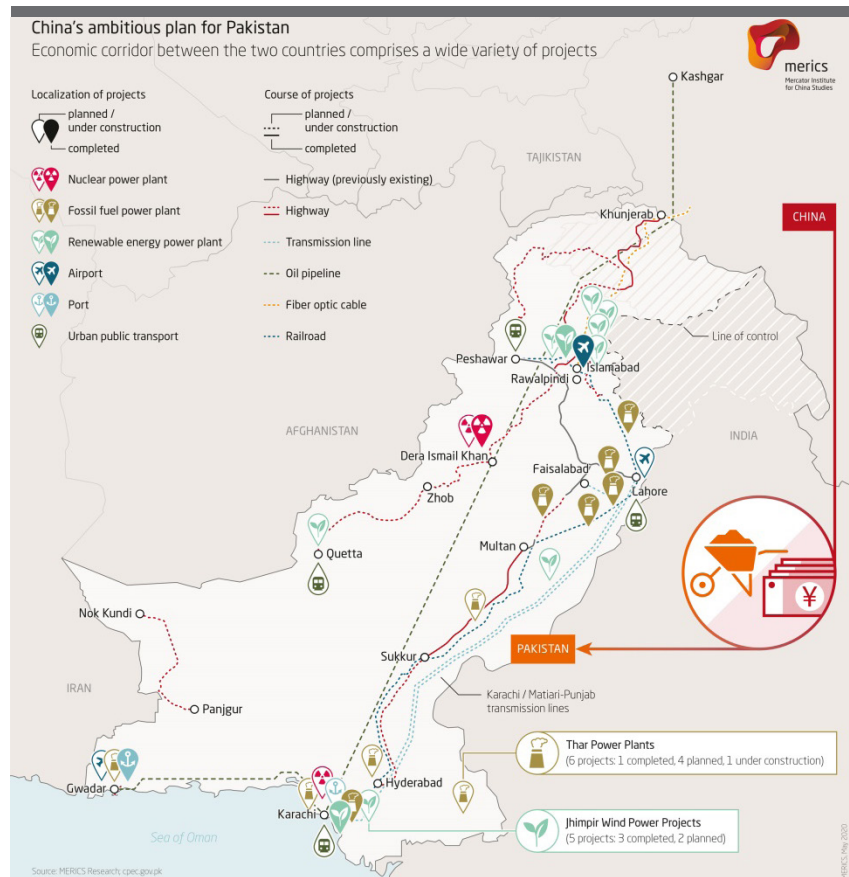 China's ambitious plan for Pakistan
Economic corridor between the two countries comprises a wide variety of projects
merics
Mercator Institute
for China Studies
Localization of projects
planned /
under construction
completed
Nuclear power plant
Fossil fuel power plant
Renewable energy power plant
Airport
Port
Urban public transport
Course of projects
planned /
under construction
completed
Highway (previously existing)
Highway
Transmission line
Oil pipeline
Fiber optic cable
Railroad
Kashgar
TAJIKISTAN
Khunjerab
CHINA
Line of control
Peshawar
Islamabad
Rawalpindi
AFGHANISTAN
INDIA
Dera Ismail Khan
Faisalabad
Zhob
Lahore
Quetta
Multan
¥
Nok Kundi
Sukkur
PAKISTAN
IRAN
Panjgur
Karachi / Matiari-Punjab
transmission lines
Thar Power Plants
(6 projects: 1 completed, 4 planned, 1 under construction)
Gwadar
Hyderabad
Karachi
Jhimpir Wind Power Projects
(5 projects: 3 completed, 2 planned)
Sea of Oman
Source: MERICS Research; cpec.gov.pk
MERICS, May 2020